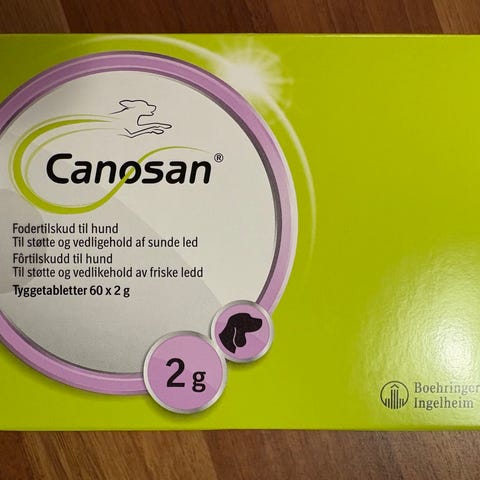 Canosan®
Fodertilskud til hund
Til støtte og vedligehold af sunde led
Fôrtilskudd til hund
Til støtte og vedlikehold av friske ledd
Tyggetabletter 60 x 2 g
2 g
Boehringer
Ingelheim